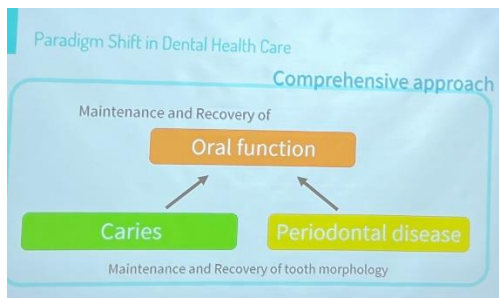 Paradigm Shift in Dental Health Care
Comprehensive approach
Maintenance and Recovery of
Oral function
Caries
Periodontal disease
Maintenance and Recovery of tooth morphology